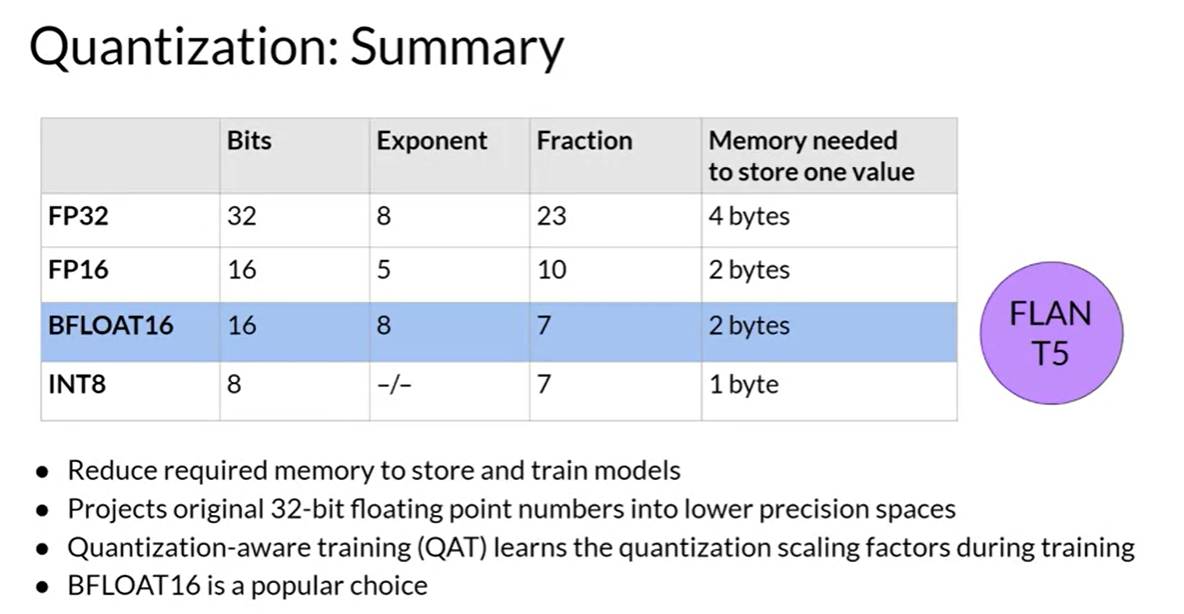 Quantization: Summary
Bits Exponent Fraction Memory needed
to store one value
FP32 32 8 23 4 bytes
FP16 16 5 10 2 bytes
BFLOAT16 16 8 7 2 bytes
INT8 8 –/– 7 1 byte
FLAN
T5
● Reduce required memory to store and train models
● Projects original 32-bit floating point numbers into lower precision spaces
● Quantization-aware training (QAT) learns the quantization scaling factors during training
● BFLOAT16 is a popular choice